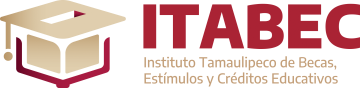 ITABEC
Instituto Tamaulipeco de Becas,
Estímulos y Créditos Educativos